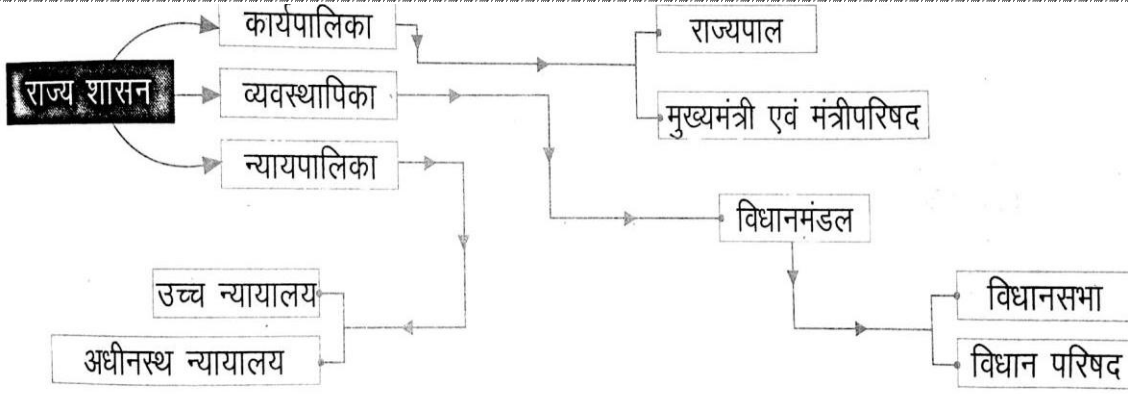 राज्य शासन
कार्यपालिका
राज्यपाल
मुख्यमंत्री एवं मंत्रीपरिषद
व्यवस्थापिका
विधानमंडल
विधानसभा
विधान परिषद
न्यायपालिका
उच्च न्यायालय
अधीनस्थ न्यायालय